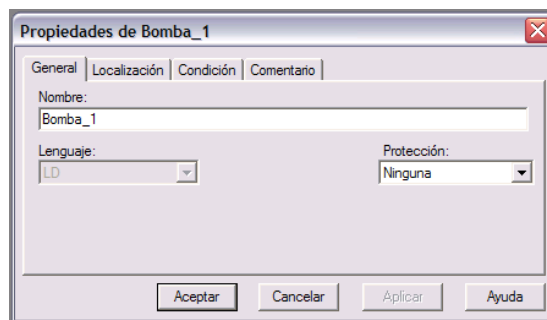 Propiedades de Bomba_1
General Localización Condición Comentario
Nombre:
Bomba_1
Lenguaje: Protección:
LD Ninguna
Aceptar Cancelar Aplicar Ayuda